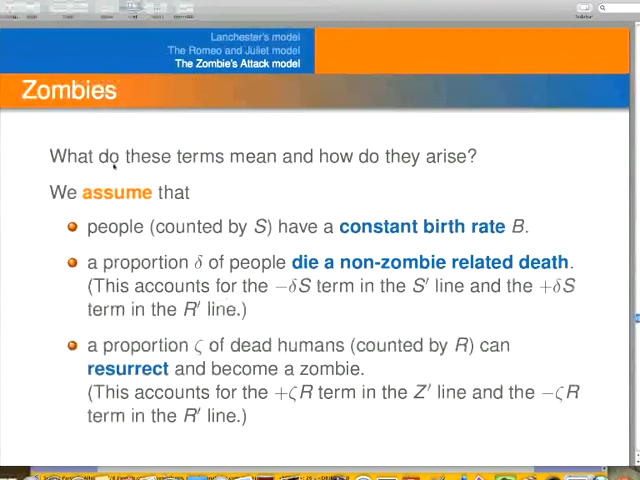 Lanchester's model
The Romeo and Juliet model
The Zombie's Attack model
Zombies
What do these terms mean and how do they arise?
We assume that
people (counted by S) have a constant birth rate B.
a proportion δ of people die a non-zombie related death.
(This accounts for the −δS term in the S′ line and the +δS
term in the R′ line.)
a proportion ζ of dead humans (counted by R) can
resurrect and become a zombie.
(This accounts for the +ζR term in the Z′ line and the −ζR
term in the R′ line.)